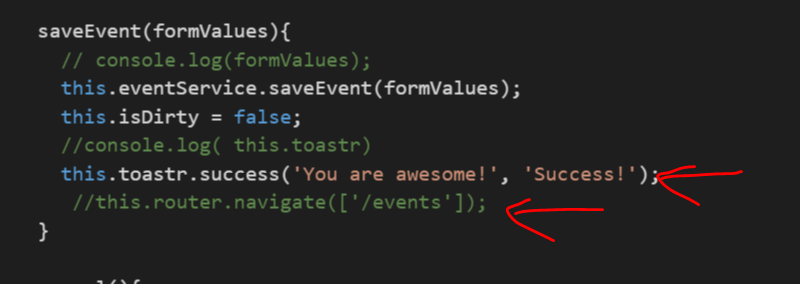 saveEvent(formValues){
// console.log(formValues);
this.eventService.saveEvent(formValues);
this.isDirty = false;
//console.log( this.toastr)
this.toastr.success('You are awesome!', 'Success!');
//this.router.navigate(['/events']);
}